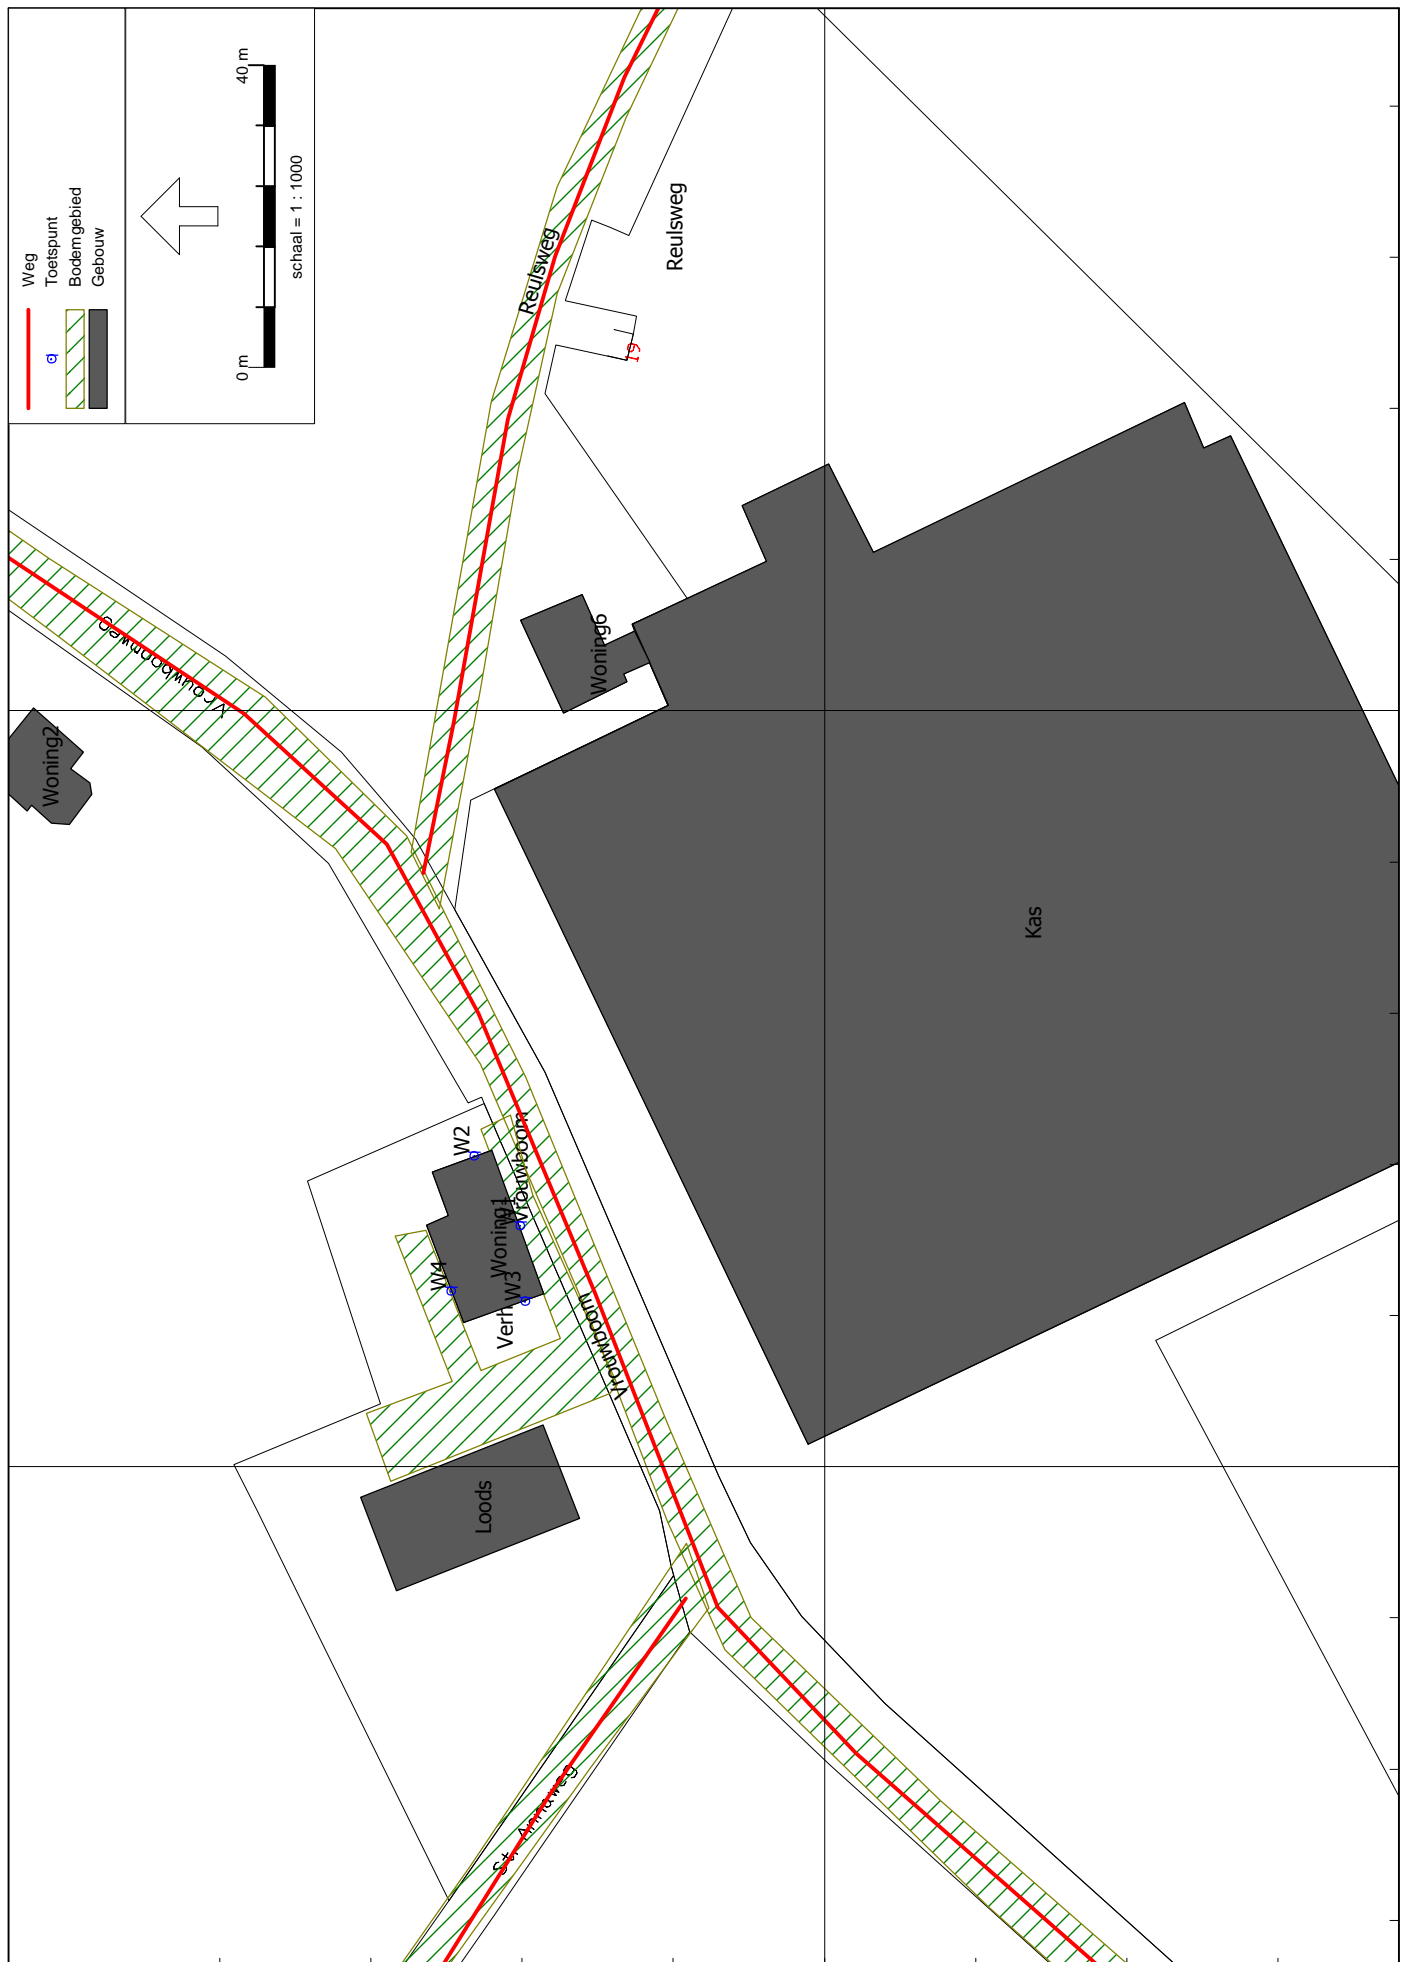 Weg
Toetspunt
Bodemgebied
Gebouw
0 m
40 m
schaal = 1 : 1000
Reulsweg
Reulsweg
19
Vrouwboomweg
Woning2
Woning6
Kas
W2
Vrouwboom
Woning1
W4
W3
Verh
Vrouwboom
Loods
St. Annaweg